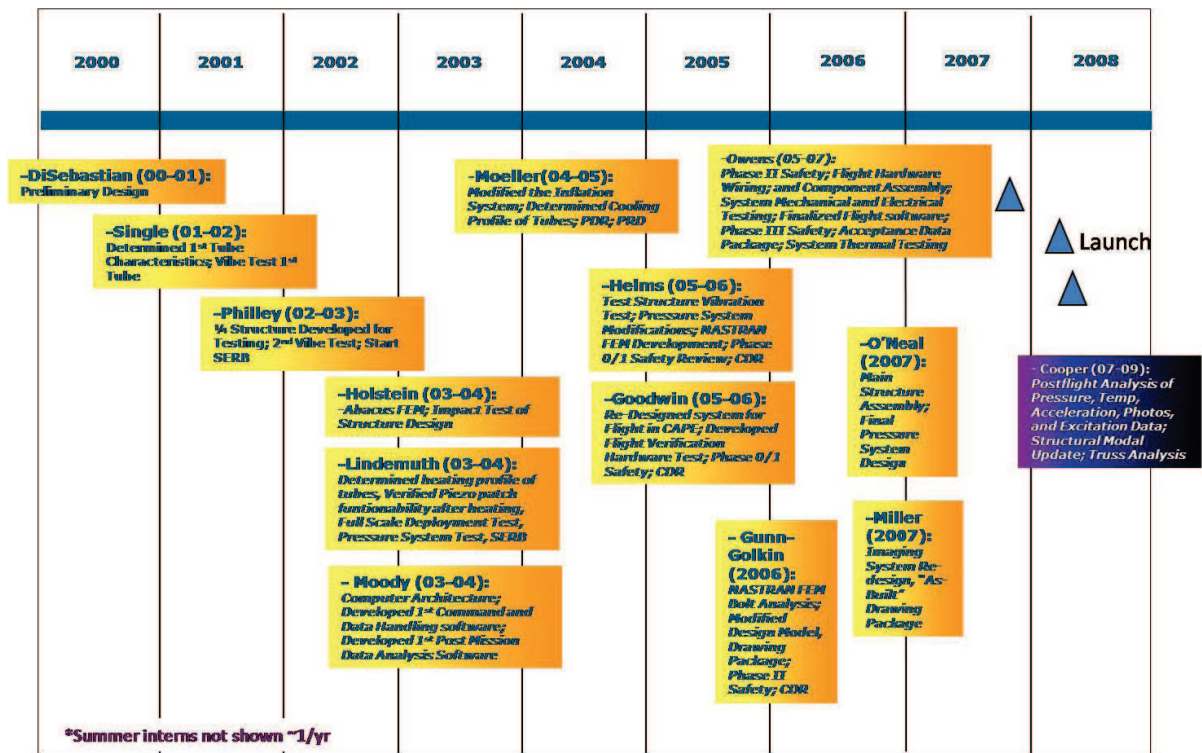 2000 2001 2002 2003 2004 2005 2006 2007 2008
-DiSebastian (00-01):
Preliminary Design
-Single (01-02):
Determined 1st Tube
Characteristics; Vibe Test 1st
Tube
-Philley (02-03):
¼ Structure Developed for
Testing; 2nd Vibe Test; Start
SERB
-Holstein (03-04):
-Abacus FEM; Impact Test of
Structure Design
-Lindemuth (03-04):
Determined heating profile of
tubes, Verified Piezo patch
funtionability after heating,
Full Scale Deployment Test,
Pressure System Test, SERB
- Moody (03-04):
Computer Architecture;
Developed 1st Command and
Data Handling software;
Developed 1st Post Mission
Data Analysis Software
-Moeller(04-05):
Modified the Inflation
System; Determined Cooling
Profile of Tubes; PDR; PRD
-Helms (05-06):
Test Structure Vibration
Test; Pressure System
Modifications; NASTRAN
FEM Development; Phase
0/1 Safety Review; CDR
-Goodwin (05-06):
Re-Designed system for
Flight in CAPE; Developed
Flight Verification
Hardware Test; Phase 0/1
Safety; CDR
-Owens (05-07):
Phase II Safety; Flight Hardware
Wiring; and Component Assembly;
System Mechanical and Electrical
Testing; Finalized Flight software;
Phase III Safety; Acceptance Data
Package; System Thermal Testing
- Gunn-
Golkin
(2006):
NASTRAN FEM
Bolt Analysis;
Modified
Design Model,
Drawing
Package;
Phase II
Safety; CDR
-O'Neal
(2007):
Main
Structure
Assembly;
Final
Pressure
System
Design
-Miller
(2007):
Imaging
System Re-
design, "As-
Built"
Drawing
Package
Launch
- Cooper (07-09):
Postflight Analysis of
Pressure, Temp,
Acceleration, Photos,
and Excitation Data;
Structural Modal
Update; Truss Analysis
*Summer interns not shown ~1/yr